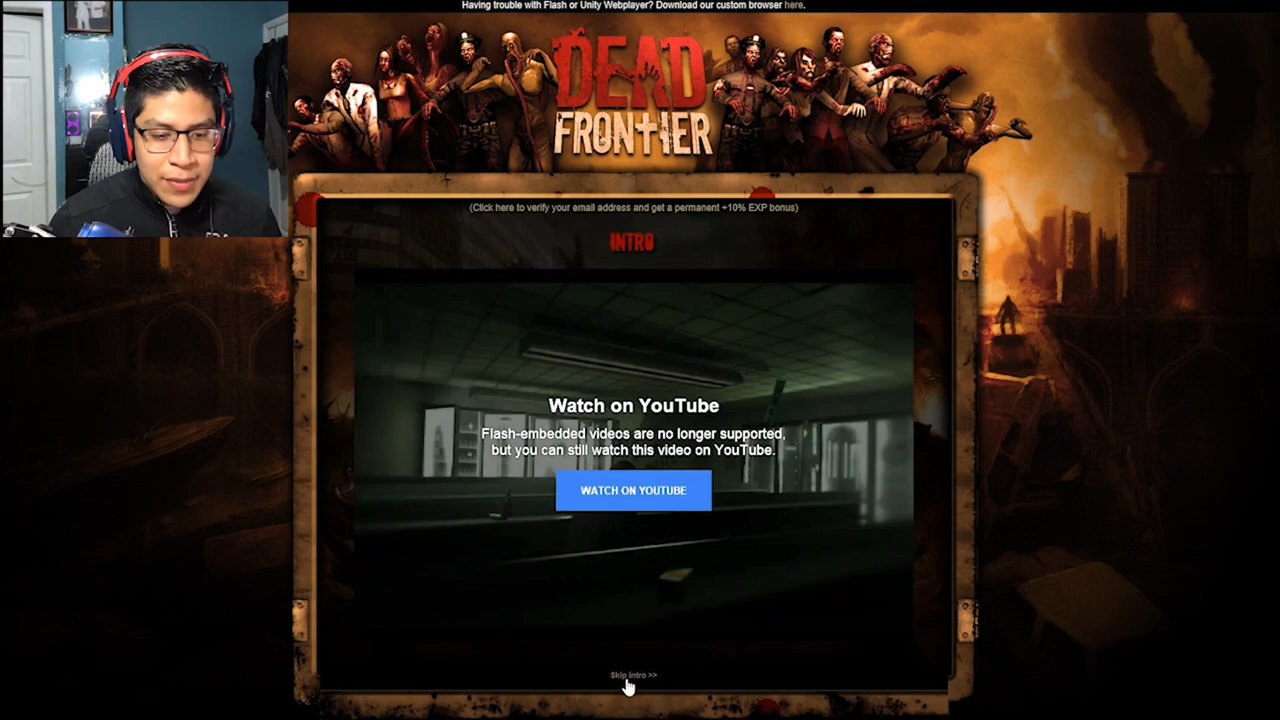 Having trouble with Flash or Unity Webplayer? Download our custom browser here.
DEAD
FRONTIER
(Click here to verify your email address and get a permanent +10% EXP bonus)
INTRO
Watch on YouTube
Flash-embedded videos are no longer supported,
but you can still watch this video on YouTube.
WATCH ON YOUTUBE
Skip intro >>